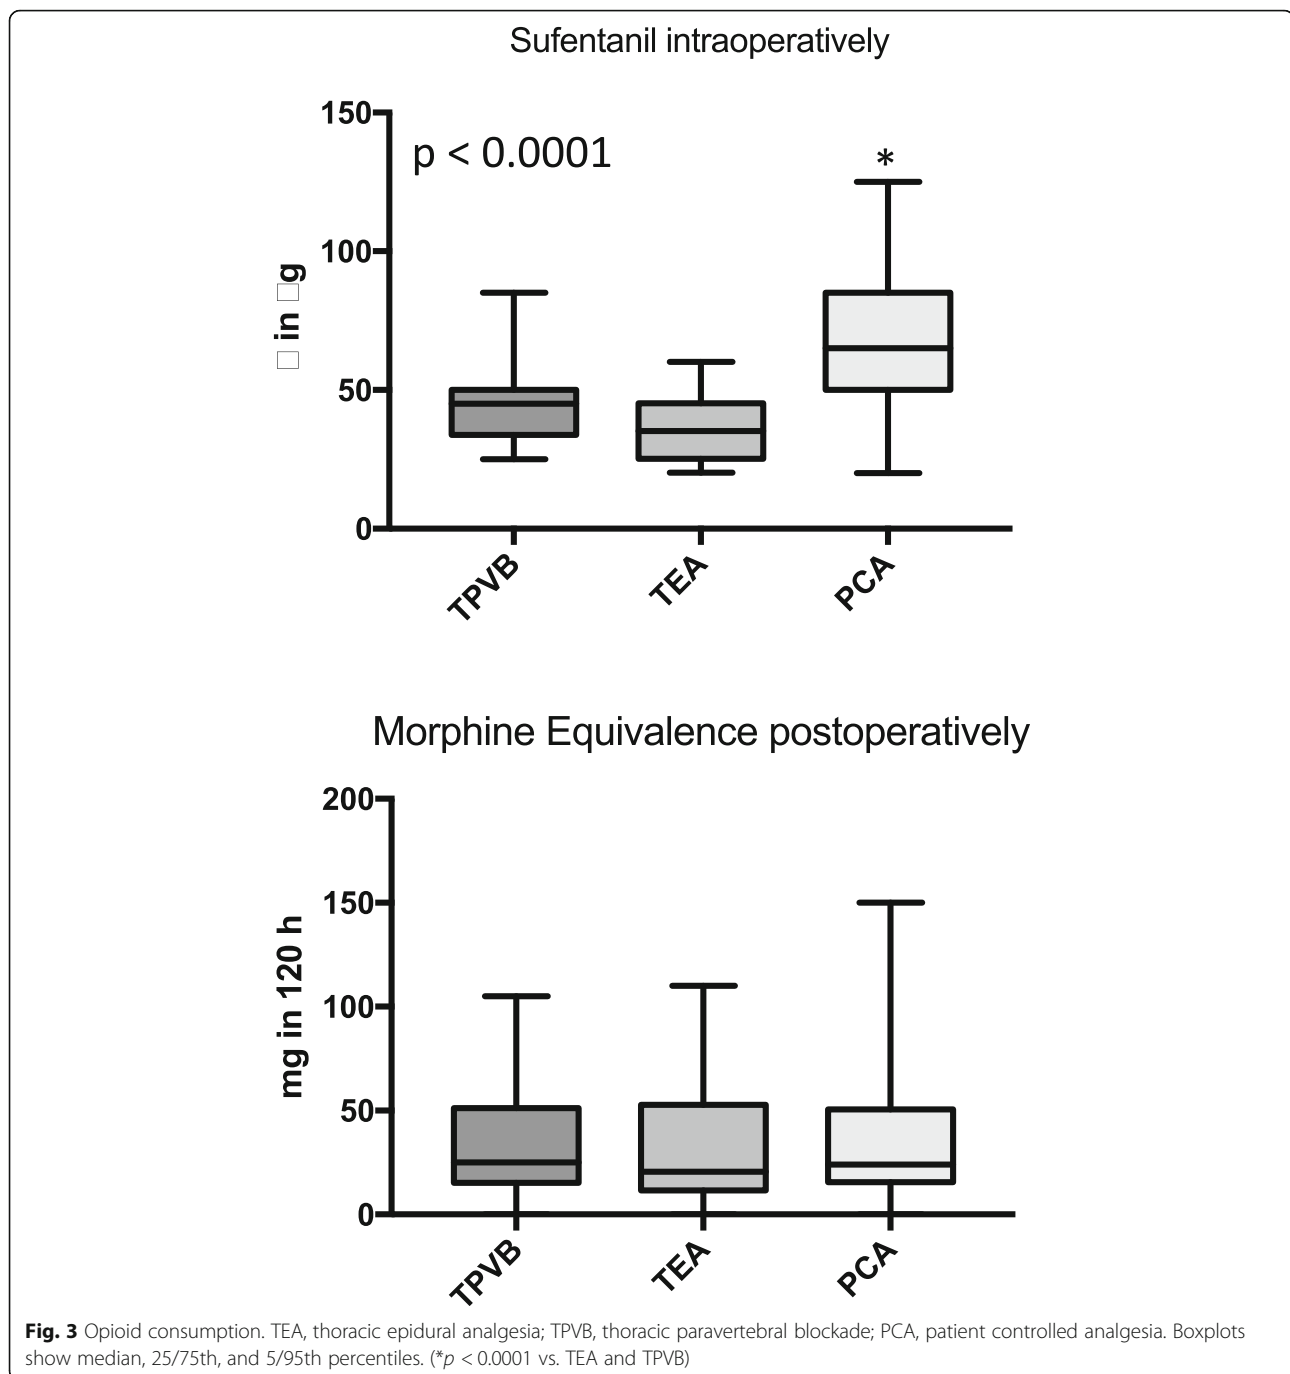 Sufentanil intraoperatively
150
p < 0.0001
*
100
□ in □g
50
0
TPVB
TEA
PCA
Morphine Equivalence postoperatively
200
150
mg in 120 h
100
50
0
TPVB
TEA
PCA
Fig. 3 Opioid consumption. TEA, thoracic epidural analgesia; TPVB, thoracic paravertebral blockade; PCA, patient controlled analgesia. Boxplots
show median, 25/75th, and 5/95th percentiles. (*p < 0.0001 vs. TEA and TPVB)